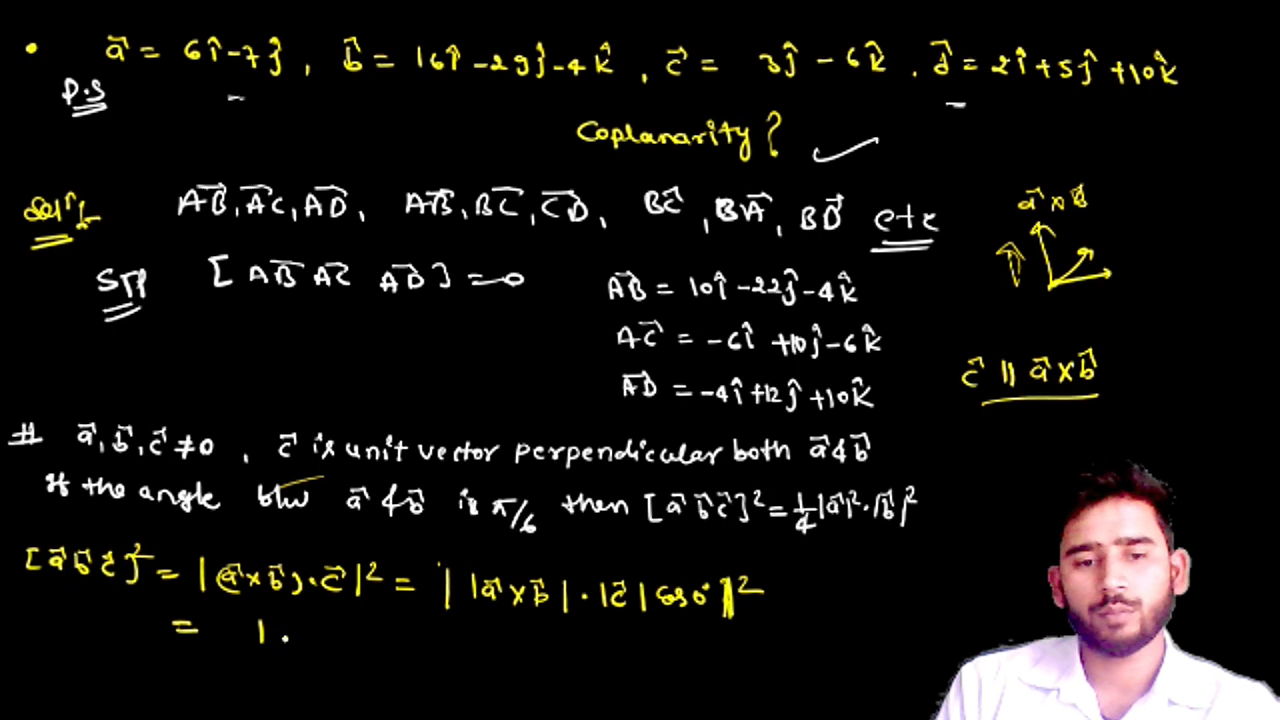 • a⃗ = 6î - 7ĵ , b⃗ = 16î - 29ĵ - 4k̂ , c⃗ = 3ĵ - 6k̂ . d⃗ = 2î + 5ĵ + 10k̂
P.S
Coplanarity?
AB⃗, AC⃗, AD⃗, AB⃗, BC⃗, CD⃗, BC⃗, BA⃗, BD⃗ etc
a⃗ × b⃗
STP [AB⃗ AC⃗ AD⃗] = 0
AB⃗ = 10î - 22ĵ - 4k̂
AC⃗ = -6î + 10ĵ - 6k̂
AD⃗ = -4î + 12ĵ + 10k̂
c⃗ || a⃗ × b⃗
# a⃗, b⃗, c⃗ ≠ 0 , c⃗ is unit vector perpendicular both a⃗ & b⃗
If the angle b/w a⃗ & b⃗ is π/6 then [a⃗ b⃗ c⃗]² = 1/4 |a⃗|² . |b⃗|²
[a⃗ b⃗ c⃗]² = |(a⃗ × b⃗) . c⃗|² = | |a⃗ × b⃗| . |c⃗| cos0° |²
= | .